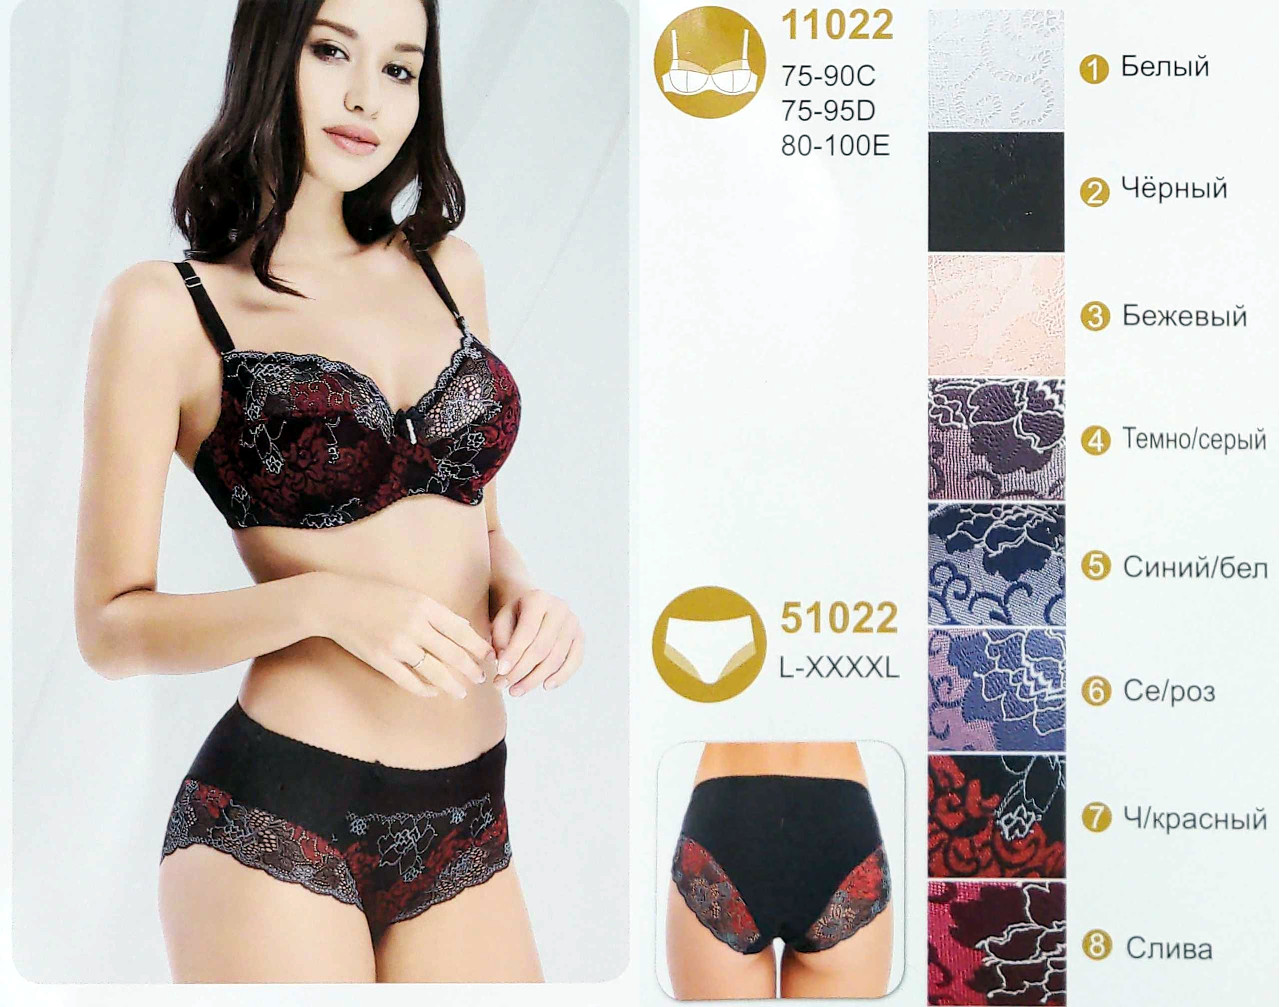 11022
75-90C
75-95D
80-100E
51022
L-XXXXL
1 Белый
2 Чёрный
3 Бежевый
4 Темно/серый
5 Синий/бел
6 Се/роз
7 Ч/красный
8 Слива